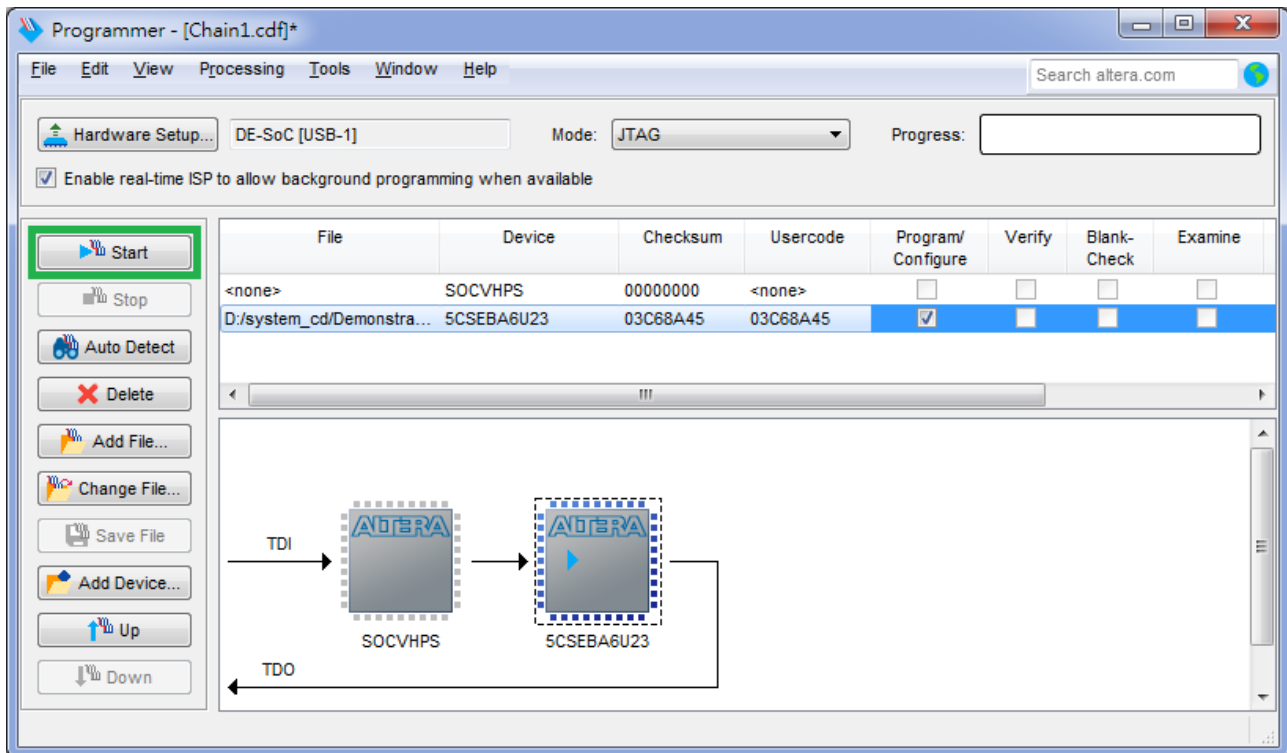 Programmer - [Chain1.cdf]*
File Edit View Processing Tools Window Help
Search altera.com
Hardware Setup... DE-SoC [USB-1] Mode: JTAG Progress:
Enable real-time ISP to allow background programming when available
Start
Stop
Auto Detect
Delete
Add File...
Change File...
Save File
Add Device...
Up
Down
File Device Checksum Usercode Program/ Verify Blank- Examine
Configure Check
<none> SOCVHPS 00000000 <none>
D:/system_cd/Demonstra... 5CSEBA6U23 03C68A45 03C68A45
ALTERA ALTERA
TDI
SOCVHPS 5CSEBA6U23
TDO